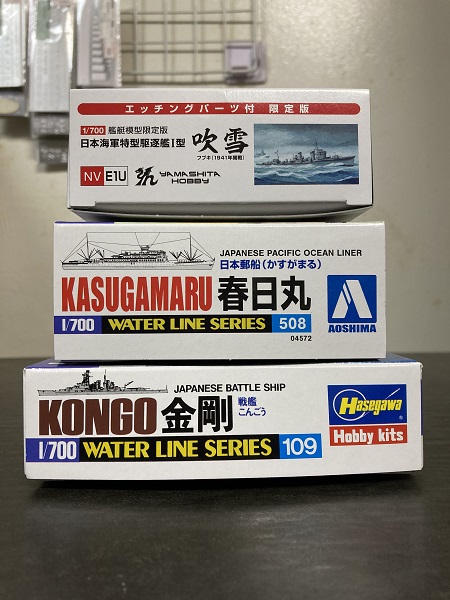 エッチングパーツ付 限定版
1/700 艦艇模型限定版
日本海軍特型駆逐艦I型 吹雪
フブキ(1941年開戦)
NV E1U YAMASHITA HOBBY
JAPANESE PACIFIC OCEAN LINER
日本郵船(かすがまる)
KASUGAMARU 春日丸
1/700 WATER LINE SERIES 508
AOSHIMA
04572
JAPANESE BATTLE SHIP
KONGO 金剛 戦艦 こんごう
1/700 WATER LINE SERIES 109
Hasegawa
Hobby kits